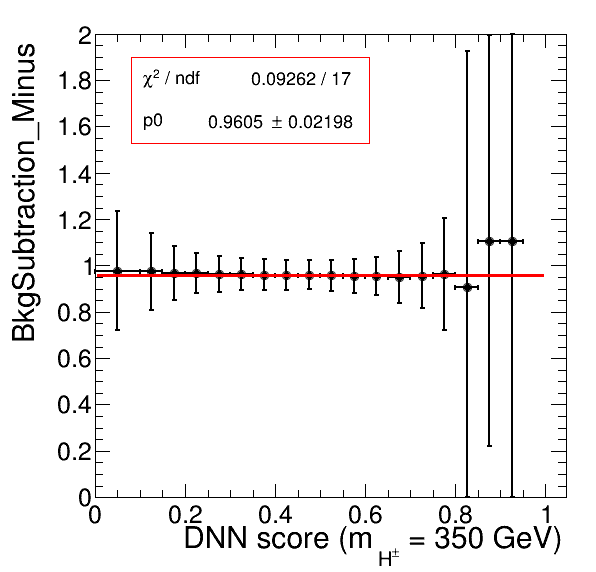 BkgSubtraction_Minus
χ² / ndf 0.09262 / 17
p0 0.9605 ± 0.02198
2
1.8
1.6
1.4
1.2
1
0.8
0.6
0.4
0.2
0
0 0.2 0.4 0.6 0.8 1
DNN score (m_H± = 350 GeV)